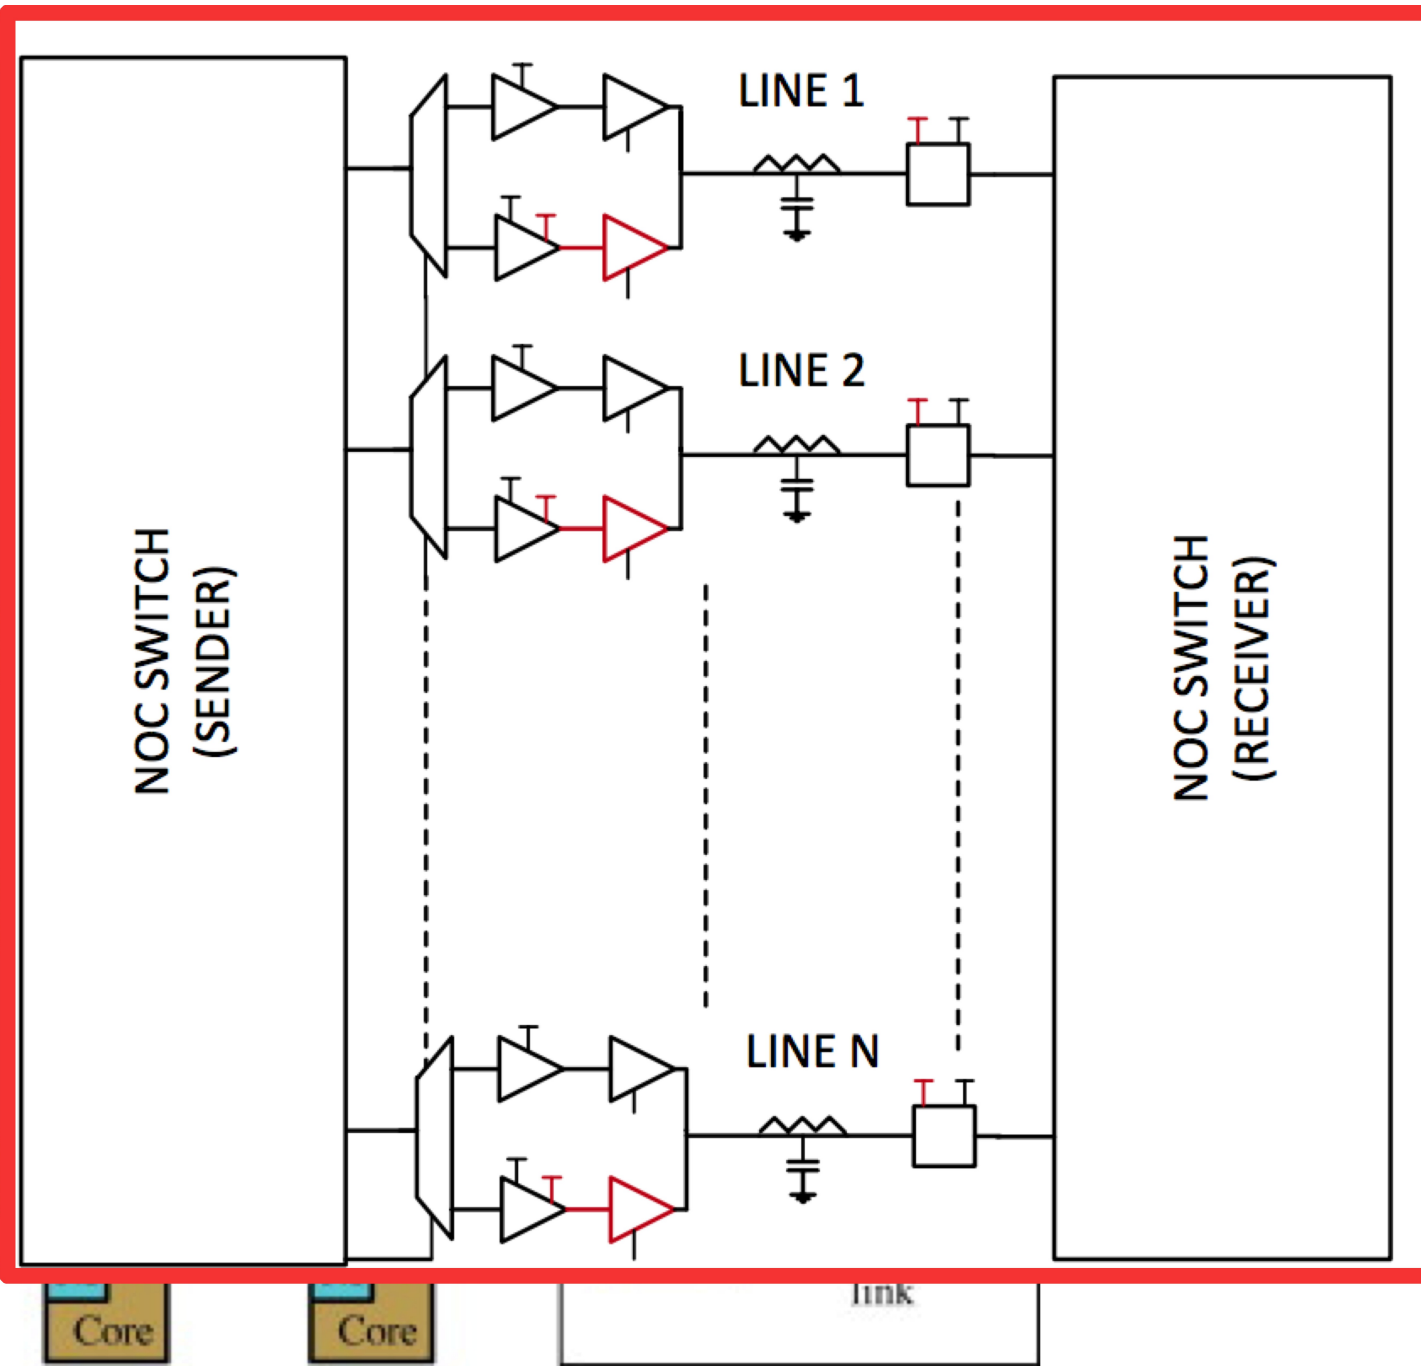 LINE 1
LINE 2
NOC SWITCH
(SENDER)
NOC SWITCH
(RECEIVER)
LINE N
link
Core
Core